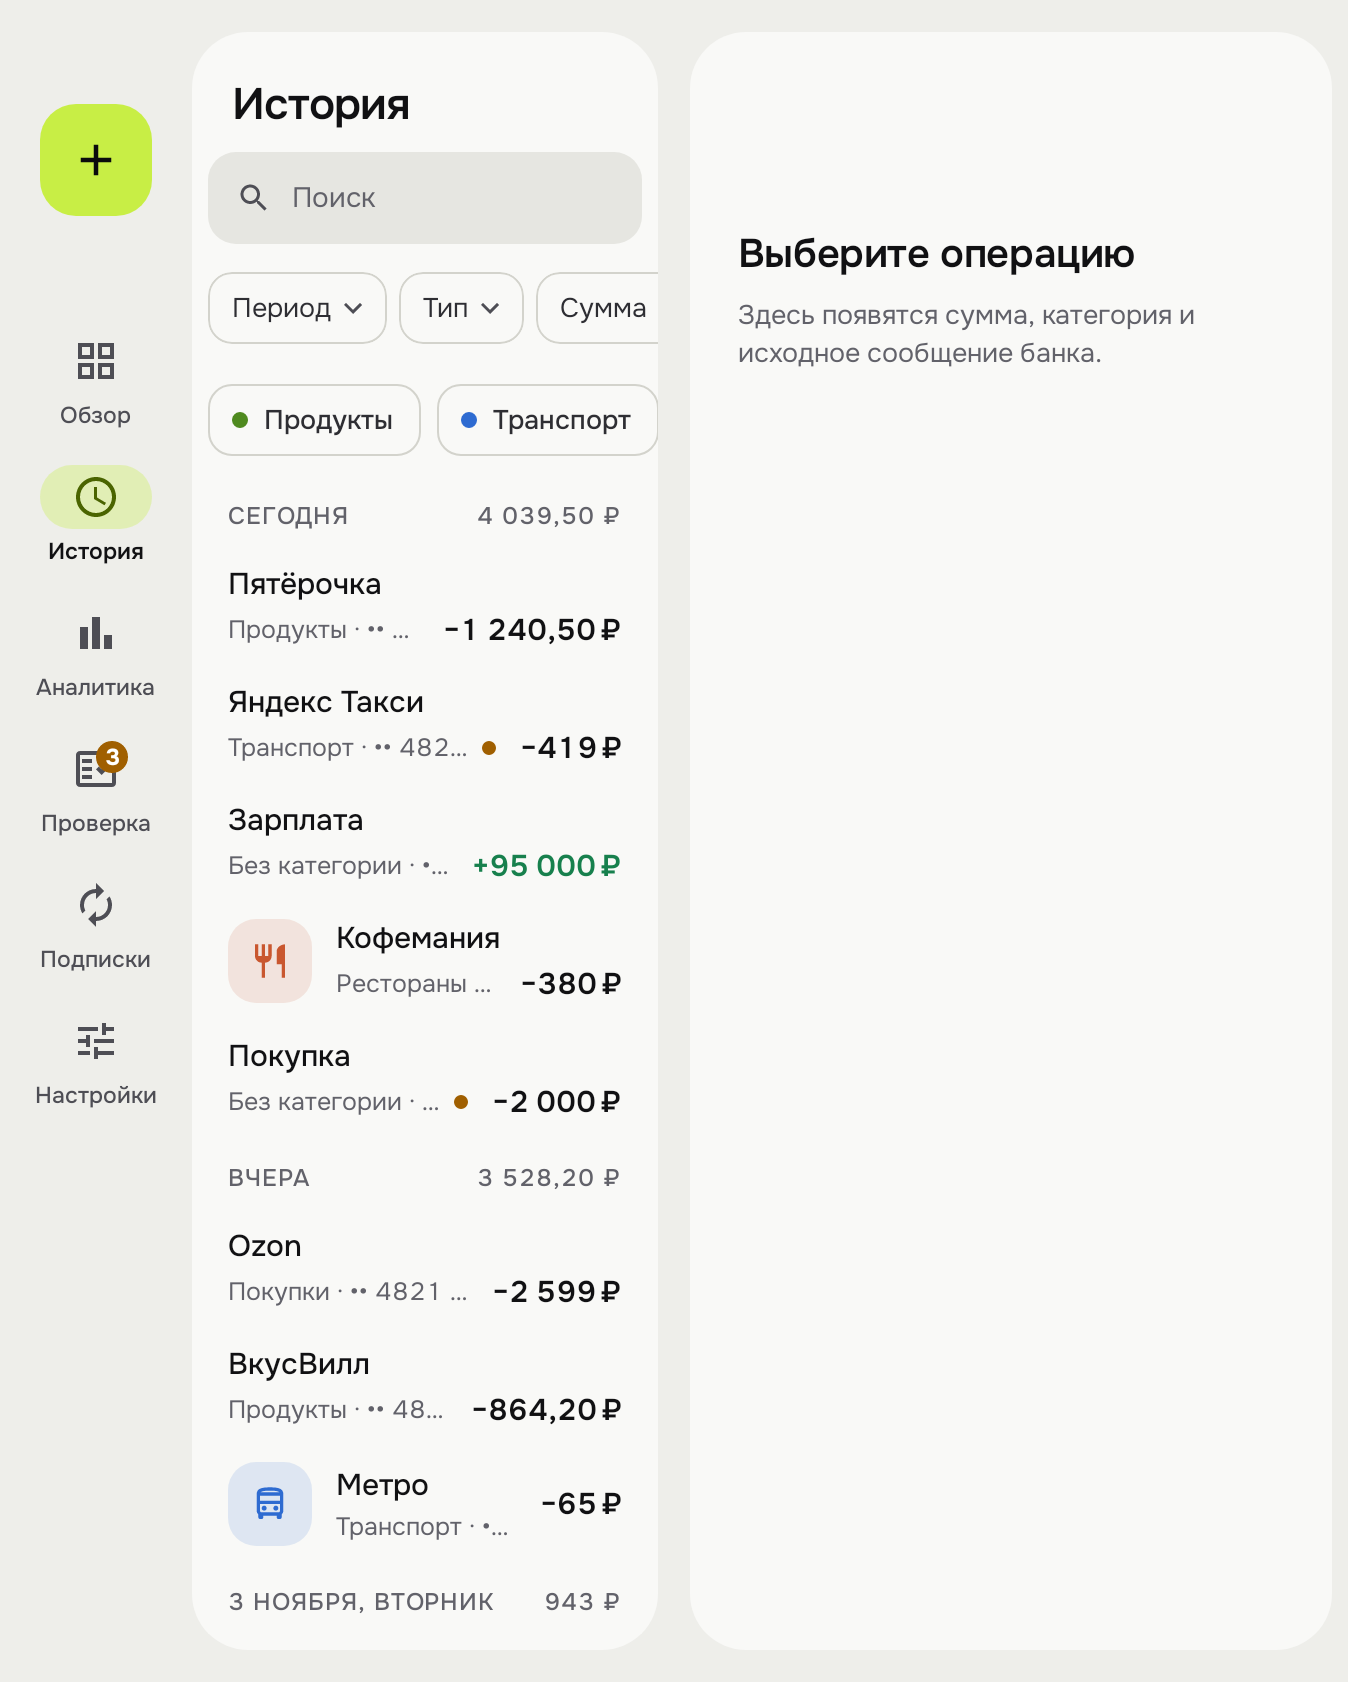 Обзор
История
Аналитика
3
Проверка
Подписки
Настройки
История
Поиск
Период
Тип
Сумма
Продукты
Транспорт
СЕГОДНЯ 4 039,50 ₽
Пятёрочка
Продукты · •• ... −1 240,50 ₽
Яндекс Такси
Транспорт · •• 482... −419 ₽
Зарплата
Без категории · •... +95 000 ₽
Кофемания
Рестораны ... −380 ₽
Покупка
Без категории · ... −2 000 ₽
ВЧЕРА 3 528,20 ₽
Ozon
Покупки · •• 4821 ... −2 599 ₽
ВкусВилл
Продукты · •• 48... −864,20 ₽
Метро
−65 ₽
Транспорт · •...
3 НОЯБРЯ, ВТОРНИК 943 ₽
Выберите операцию
Здесь появятся сумма, категория и
исходное сообщение банка.